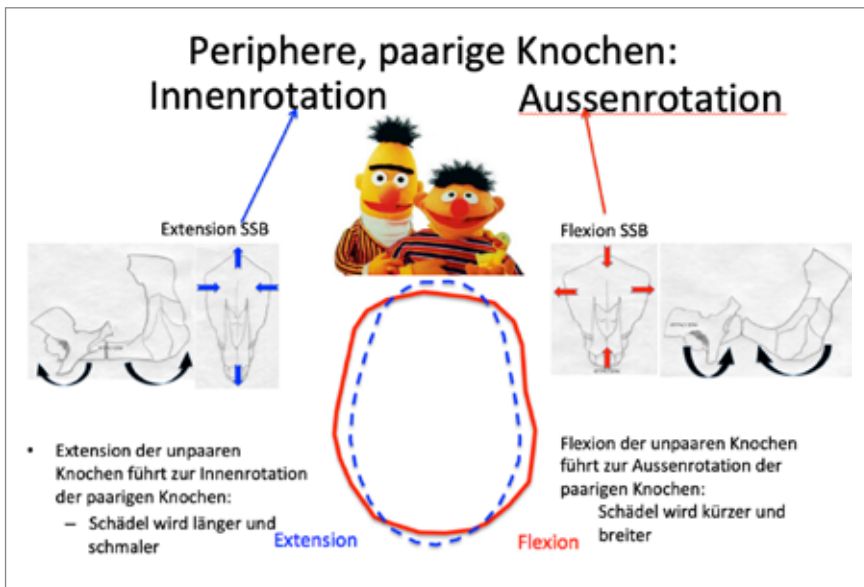 Periphere, paarige Knochen:
Innenrotation
Aussenrotation
Extension SSB
Flexion SSB
• Extension der unpaaren
Knochen führt zur Innenrotation
der paarigen Knochen:
– Schädel wird länger und
schmaler
Extension
Flexion
Flexion der unpaaren Knochen
führt zur Aussenrotation der
paarigen Knochen:
Schädel wird kürzer und
breiter